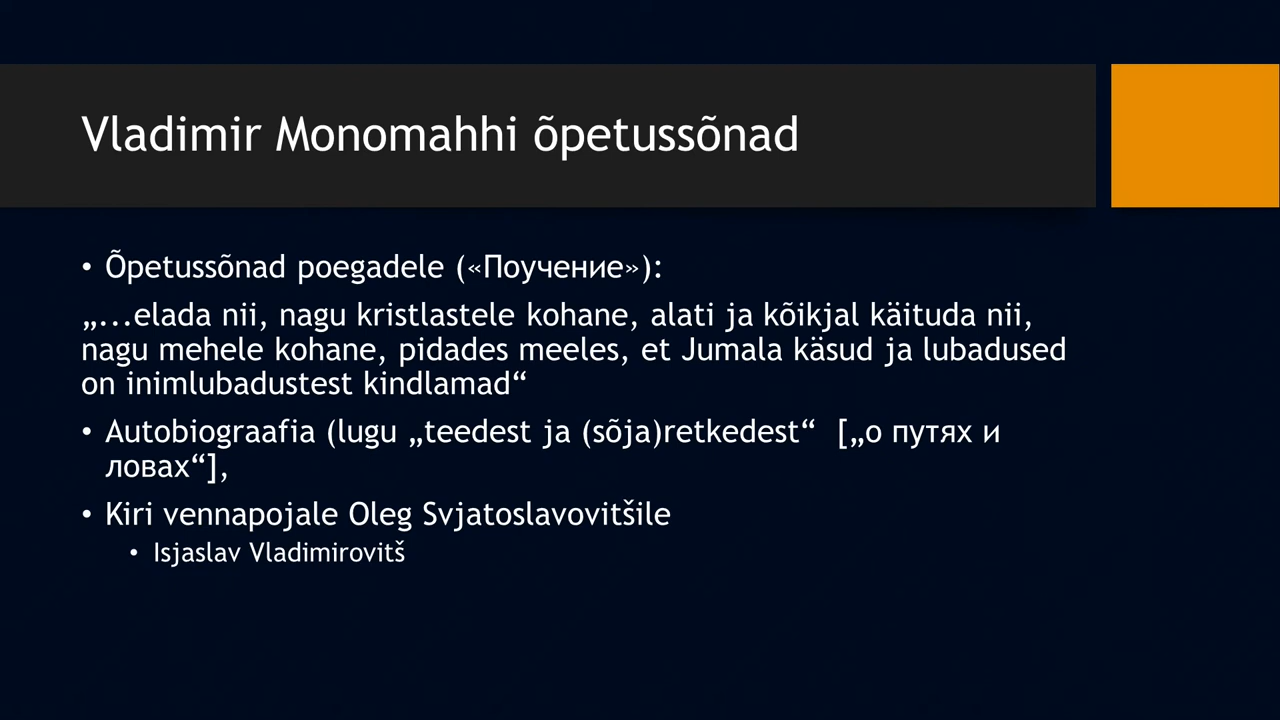 Vladimir Monomahhi õpetussõnad
• Õpetussõnad poegadele («Поучение»):
„...elada nii, nagu kristlastele kohane, alati ja kõikjal käituda nii,
nagu mehele kohane, pidades meeles, et Jumala käsud ja lubadused
on inimlubadustest kindlamad“
• Autobiograafia (lugu „teedest ja (sõja)retkedest“ [„о путях и
ловах“],
• Kiri vennapojale Oleg Svjatoslavovitšile
• Isjaslav Vladimirovitš